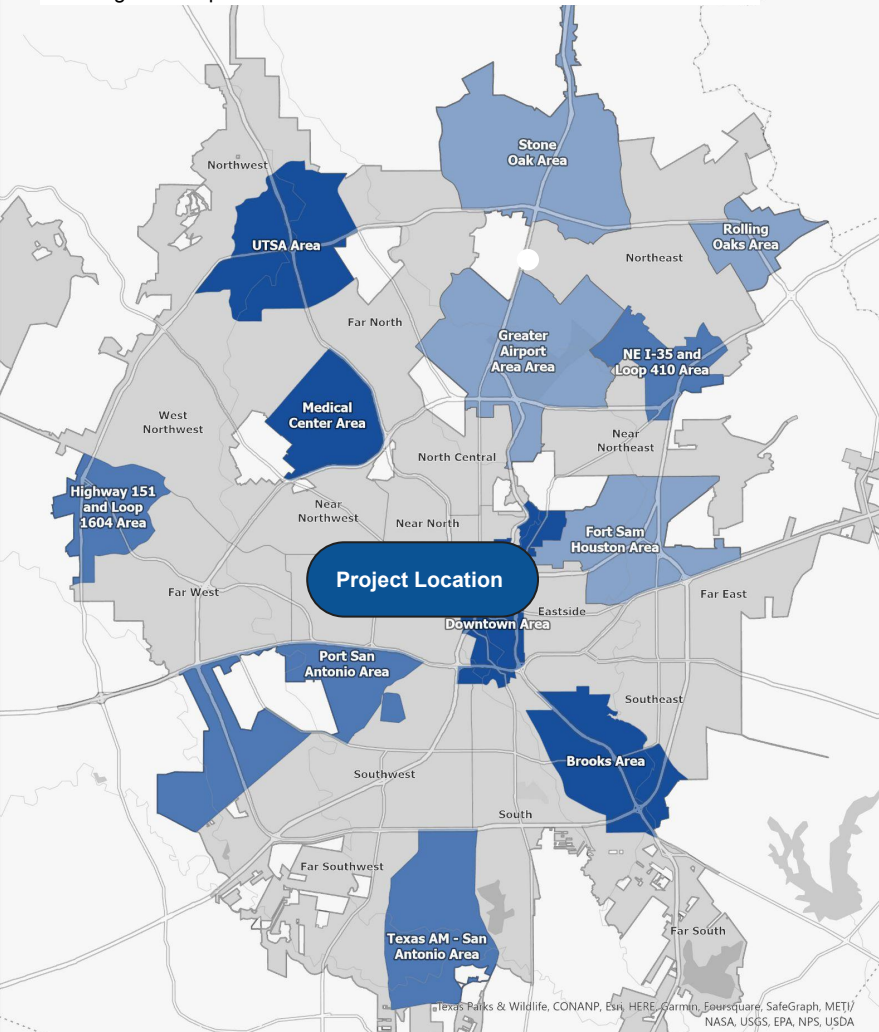 Stone
Oak Area
Northwest
Rolling
Oaks Area
UTSA Area
Northeast
Far North
Greater
Airport
Area Area
NE I-35 and
Loop 410 Area
Medical
Center Area
West
Northwest
Near
Northeast
North Central
Highway 151
and Loop
1604 Area
Near
Northwest
Near North
Fort Sam
Houston Area
Project Location
Far West
Far East
Eastside
Downtown Area
Port San
Antonio Area
Southeast
Brooks Area
Southwest
South
Far Southwest
Texas AM - San
Antonio Area
Far South
Texas Parks & Wildlife, CONANP, Esri, HERE, Garmin, Foursquare, SafeGraph, METI/
NASA, USGS, EPA, NPS, USDA